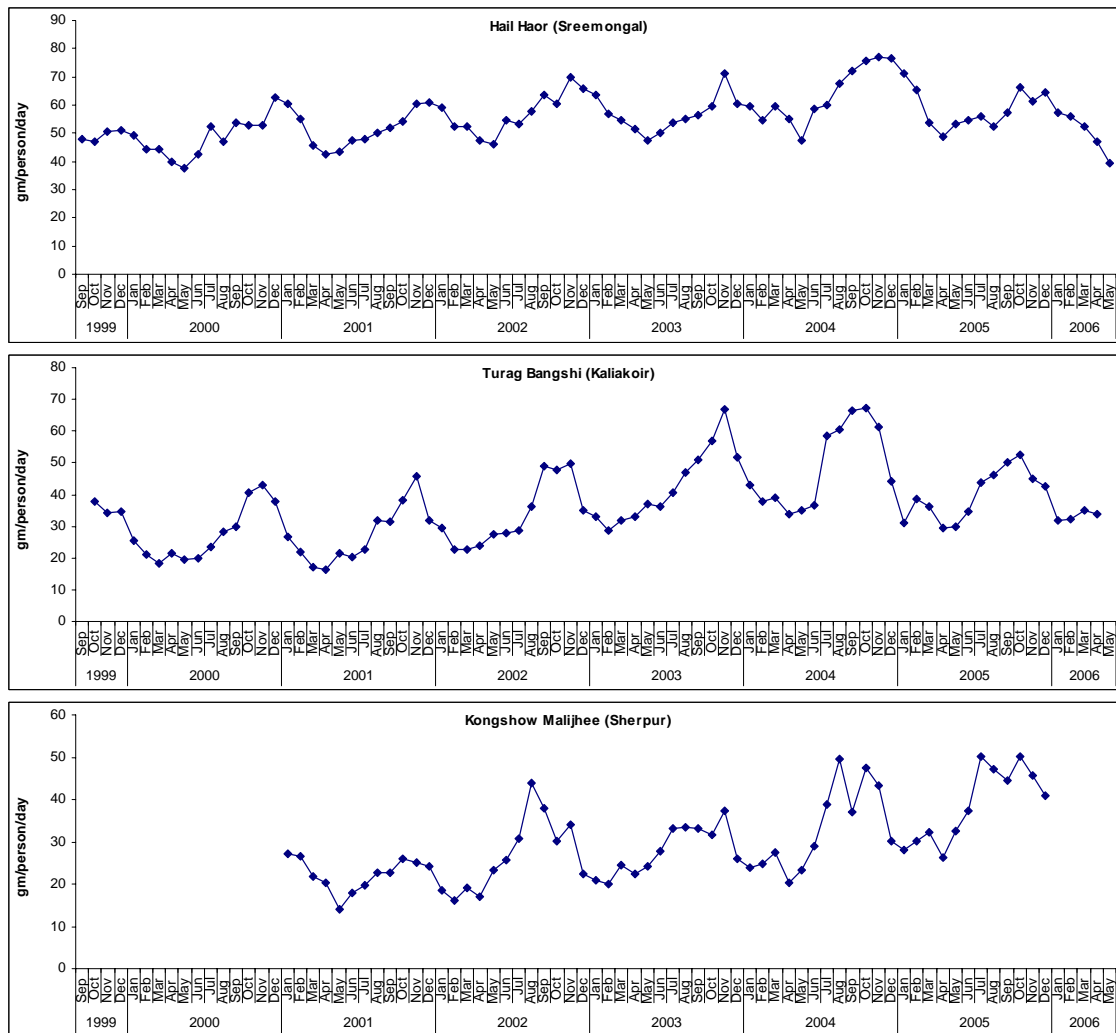 Hail Haor (Sreemongal)
gm/person/day
90
80
70
60
50
40
30
20
10
0
Sep Oct Nov Dec Jan Feb Mar Apr May Jun Jul Aug Sep Oct Nov Dec Jan Feb Mar Apr May Jun Jul Aug Sep Oct Nov Dec Jan Feb Mar Apr May Jun Jul Aug Sep Oct Nov Dec Jan Feb Mar Apr May Jun Jul Aug Sep Oct Nov Dec Jan Feb Mar Apr May Jun Jul Aug Sep Oct Nov Dec Jan Feb Mar Apr May Jun Jul Aug Sep Oct Nov Dec Jan Feb Mar Apr May
1999 2000 2001 2002 2003 2004 2005 2006
Turag Bangshi (Kaliakoir)
gm/person/day
80
70
60
50
40
30
20
10
0
Sep Oct Nov Dec Jan Feb Mar Apr May Jun Jul Aug Sep Oct Nov Dec Jan Feb Mar Apr May Jun Jul Aug Sep Oct Nov Dec Jan Feb Mar Apr May Jun Jul Aug Sep Oct Nov Dec Jan Feb Mar Apr May Jun Jul Aug Sep Oct Nov Dec Jan Feb Mar Apr May Jun Jul Aug Sep Oct Nov Dec Jan Feb Mar Apr May Jun Jul Aug Sep Oct Nov Dec Jan Feb Mar Apr May
1999 2000 2001 2002 2003 2004 2005 2006
Kongshow Malijhee (Sherpur)
gm/person/day
60
50
40
30
20
10
0
Sep Oct Nov Dec Jan Feb Mar Apr May Jun Jul Aug Sep Oct Nov Dec Jan Feb Mar Apr May Jun Jul Aug Sep Oct Nov Dec Jan Feb Mar Apr May Jun Jul Aug Sep Oct Nov Dec Jan Feb Mar Apr May Jun Jul Aug Sep Oct Nov Dec Jan Feb Mar Apr May Jun Jul Aug Sep Oct Nov Dec Jan Feb Mar Apr May Jun Jul Aug Sep Oct Nov Dec Jan Feb Mar Apr May
1999 2000 2001 2002 2003 2004 2005 2006